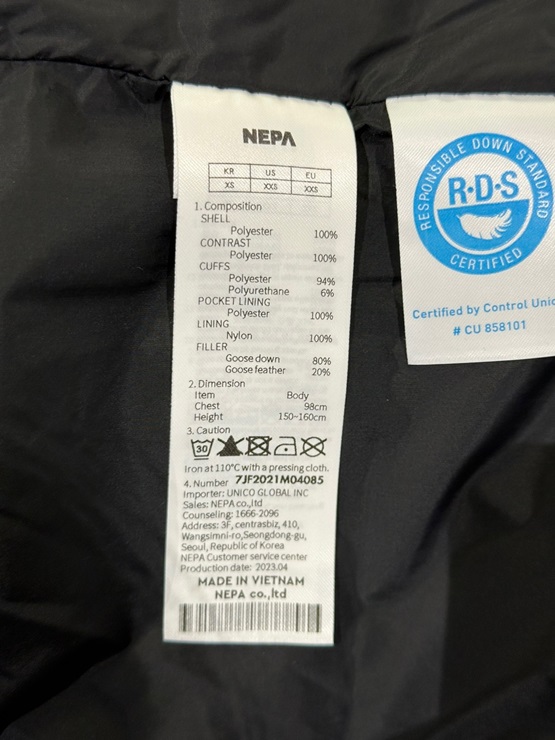 NEPA
KR US EU
XS XXS XXS
1. Composition
SHELL
Polyester 100%
CONTRAST
Polyester 100%
CUFFS
Polyester 94%
Polyurethane 6%
POCKET LINING
Polyester 100%
LINING
Nylon 100%
FILLER
Goose down 80%
Goose feather 20%
2. Dimension
Item Body
Chest 98cm
Height 150~160cm
3. Caution
30
Iron at 110°C with a pressing cloth.
4. Number 7JF2021M04085
Importer: UNICO GLOBAL INC
Sales: NEPA co.,ltd
Counseling: 1666-2096
Address: 3F, centrasbiz, 410,
Wangsimni-ro,Seongdong-gu,
Seoul, Republic of Korea
NEPA Customer service center
Production date: 2023.04
MADE IN VIETNAM
NEPA co.,ltd
RESPONSIBLE DOWN STANDARD
R·D·S
CERTIFIED
Certified by Control
# CU 858101